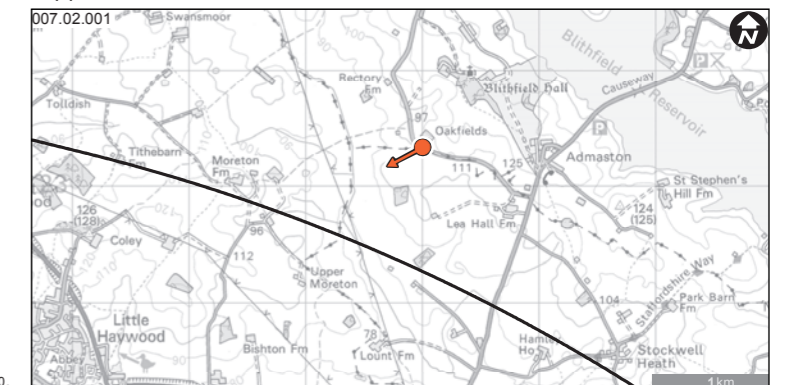 007.02.001
N
Swansmoor
Blithfield Hall
Blithfield
Reservoir
Causeway
Rectory
Fm
Tolldish
97
Oakfields
Tithebarn
Fm
Moreton
Fm
111
125
Admaston
St Stephen's
Hill Fm
126
(128)
120
124
(125)
Lea Hall Fm
Coley
96
112
Upper
Moreton
Staffordshire Way
104
Park Barn
Fm
Little
Haywood
78
Bishton Fm
Lount Fm
90
Hamley
Ho
Stockwell
Heath
Abbey
1km